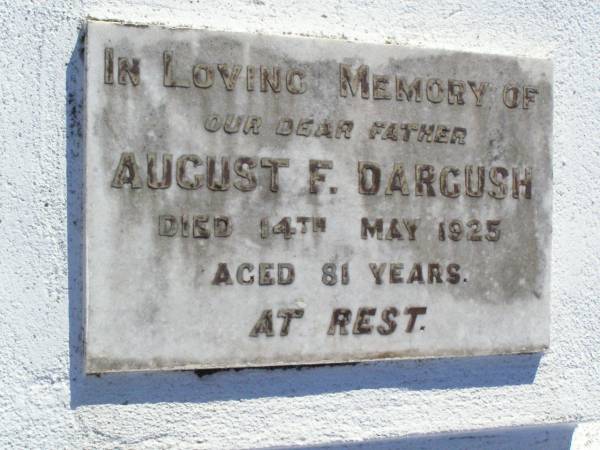 IN LOVING MEMORY OF
OUR DEAR FATHER
AUGUST F. DARGUSH
DIED 14TH MAY 1925
AGED 81 YEARS.
AT REST.